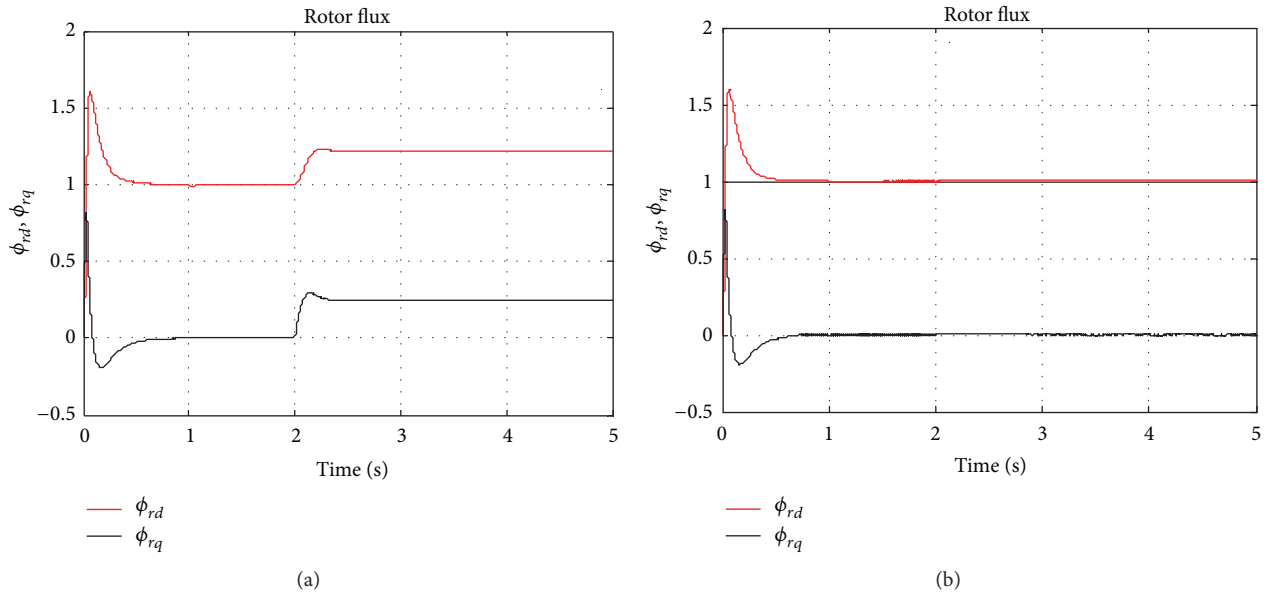 Rotor flux
2
1.5
1
0.5
0
−0.5
ϕrd, ϕrq
0 1 2 3 4 5
Time (s)
ϕrd
ϕrq
(a)
Rotor flux
2
1.5
1
0.5
0
−0.5
ϕrd, ϕrq
0 1 2 3 4 5
Time (s)
ϕrd
ϕrq
(b)